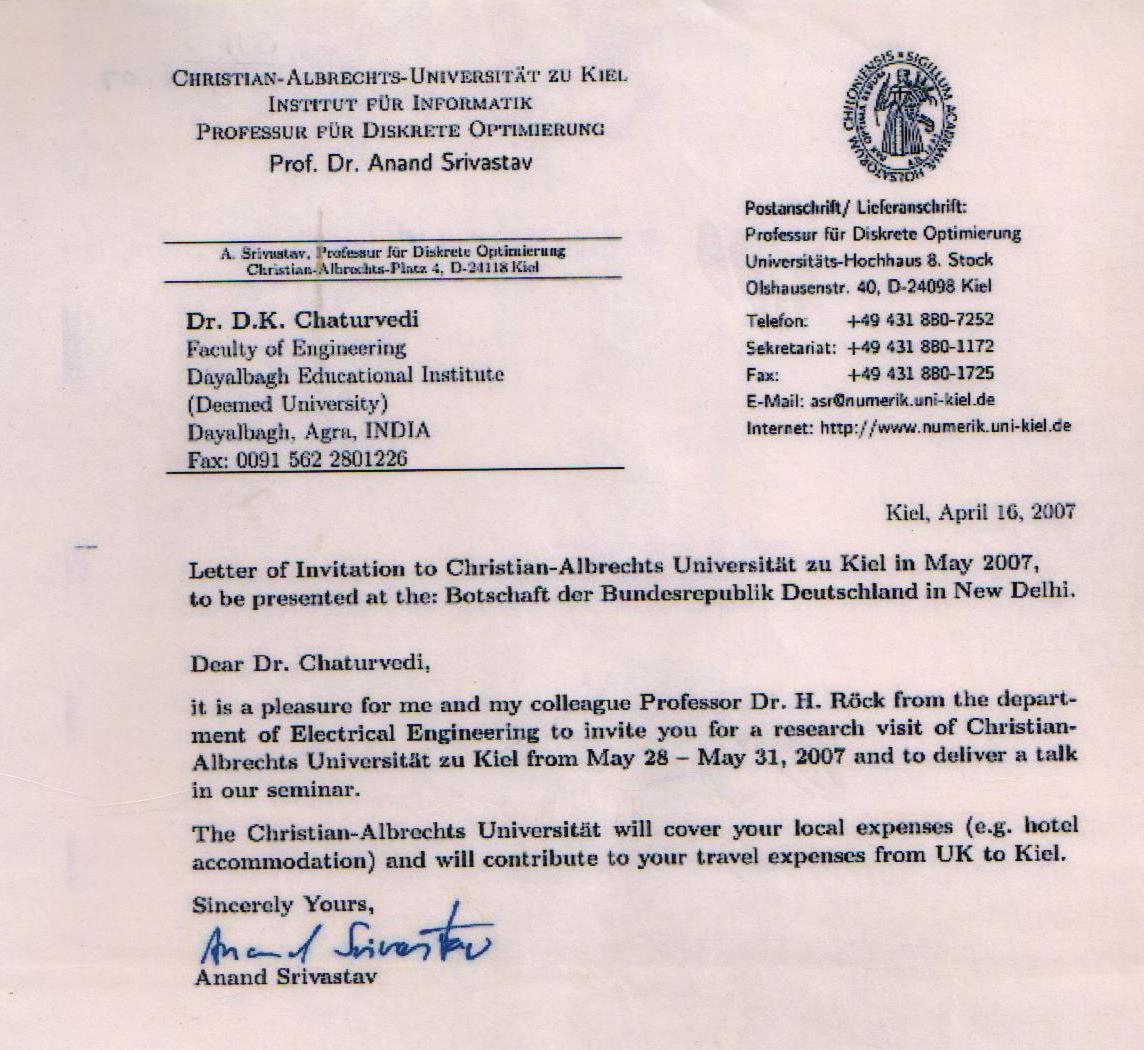 CHRISTIAN-ALBRECHTS-UNIVERSITÄT ZU KIEL
INSTITUT FÜR INFORMATIK
PROFESSUR FÜR DISKRETE OPTIMIERUNG
Prof. Dr. Anand Srivastav
SIGILLUM ACADEMIÆ HOLSATORUM CHILONIENSIS
Postanschrift/ Lieferanschrift:
Professur für Diskrete Optimierung
Universitäts-Hochhaus 8. Stock
Olshausenstr. 40, D-24098 Kiel
Telefon: +49 431 880-7252
Sekretariat: +49 431 880-1172
Fax: +49 431 880-1725
E-Mail: asr@numerik.uni-kiel.de
Internet: http://www.numerik.uni-kiel.de
A. Srivastav, Professur für Diskrete Optimierung
Christian-Albrechts-Platz 4, D-24118 Kiel
Dr. D.K. Chaturvedi
Faculty of Engineering
Dayalbagh Educational Institute
(Deemed University)
Dayalbagh, Agra, INDIA
Fax: 0091 562 2801226
Kiel, April 16, 2007
Letter of Invitation to Christian-Albrechts Universität zu Kiel in May 2007,
to be presented at the: Botschaft der Bundesrepublik Deutschland in New Delhi.
Dear Dr. Chaturvedi,
it is a pleasure for me and my colleague Professor Dr. H. Röck from the depart-
ment of Electrical Engineering to invite you for a research visit of Christian-
Albrechts Universität zu Kiel from May 28 – May 31, 2007 and to deliver a talk
in our seminar.
The Christian-Albrechts Universität will cover your local expenses (e.g. hotel
accommodation) and will contribute to your travel expenses from UK to Kiel.
Sincerely Yours,
Anand Srivastav
Anand Srivastav